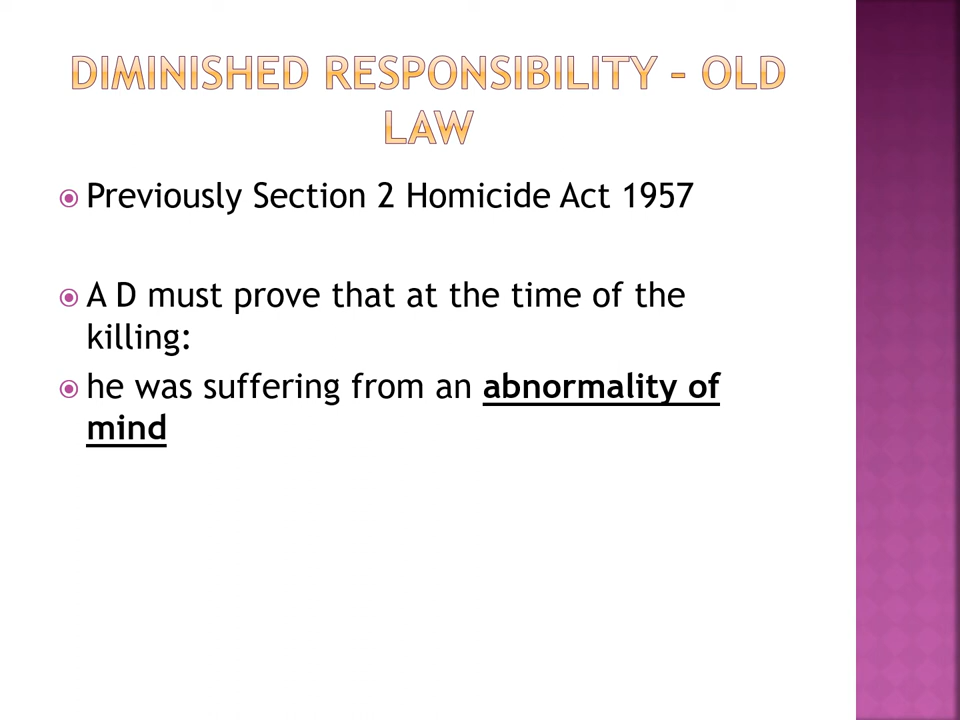 DIMINISHED RESPONSIBILITY – OLD
LAW
Previously Section 2 Homicide Act 1957
A D must prove that at the time of the
killing:
he was suffering from an abnormality of
mind